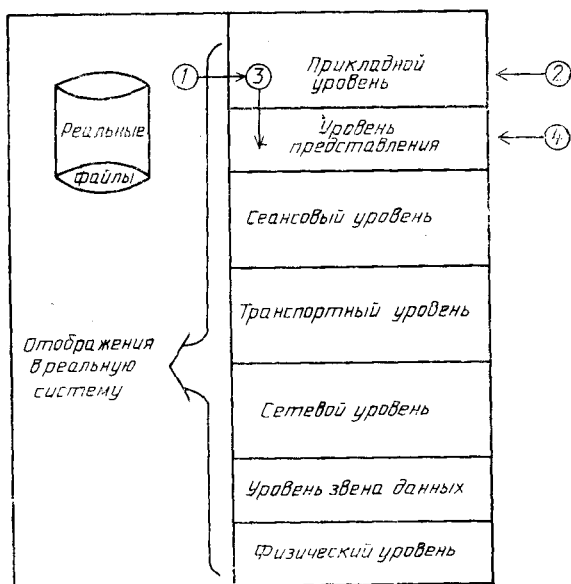 Реальные
файлы
Отображения
в реальную
систему
1
3
Прикладной
уровень
2
Уровень
представления
4
Сеансовый уровень
Транспортный уровень
Сетевой уровень
Уровень звена данных
Физический уровень